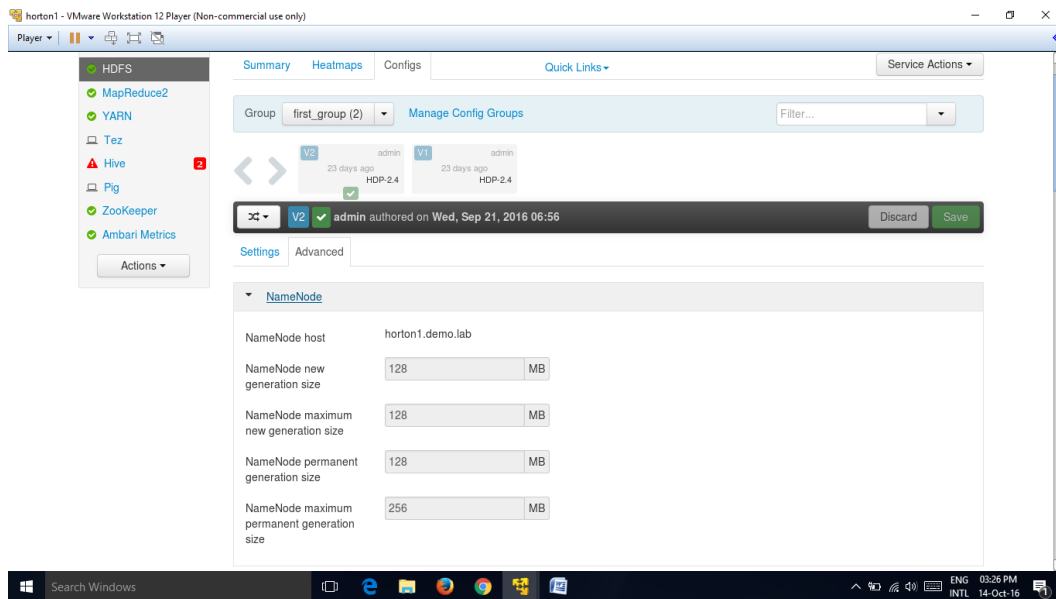 horton1 - VMware Workstation 12 Player (Non-commercial use only)
Player
HDFS
MapReduce2
YARN
Tez
Hive 2
Pig
ZooKeeper
Ambari Metrics
Actions
Summary Heatmaps Configs Quick Links Service Actions
Group first_group (2) Manage Config Groups Filter...
V2 admin V1 admin
23 days ago 23 days ago
HDP-2.4 HDP-2.4
V2 admin authored on Wed, Sep 21, 2016 06:56 Discard Save
Settings Advanced
NameNode
NameNode host horton1.demo.lab
NameNode new
generation size
128 MB
NameNode maximum
new generation size
128 MB
NameNode permanent
generation size
128 MB
NameNode maximum
permanent generation
size
256 MB
Search Windows
ENG 03:26 PM
INTL 14-Oct-16
1